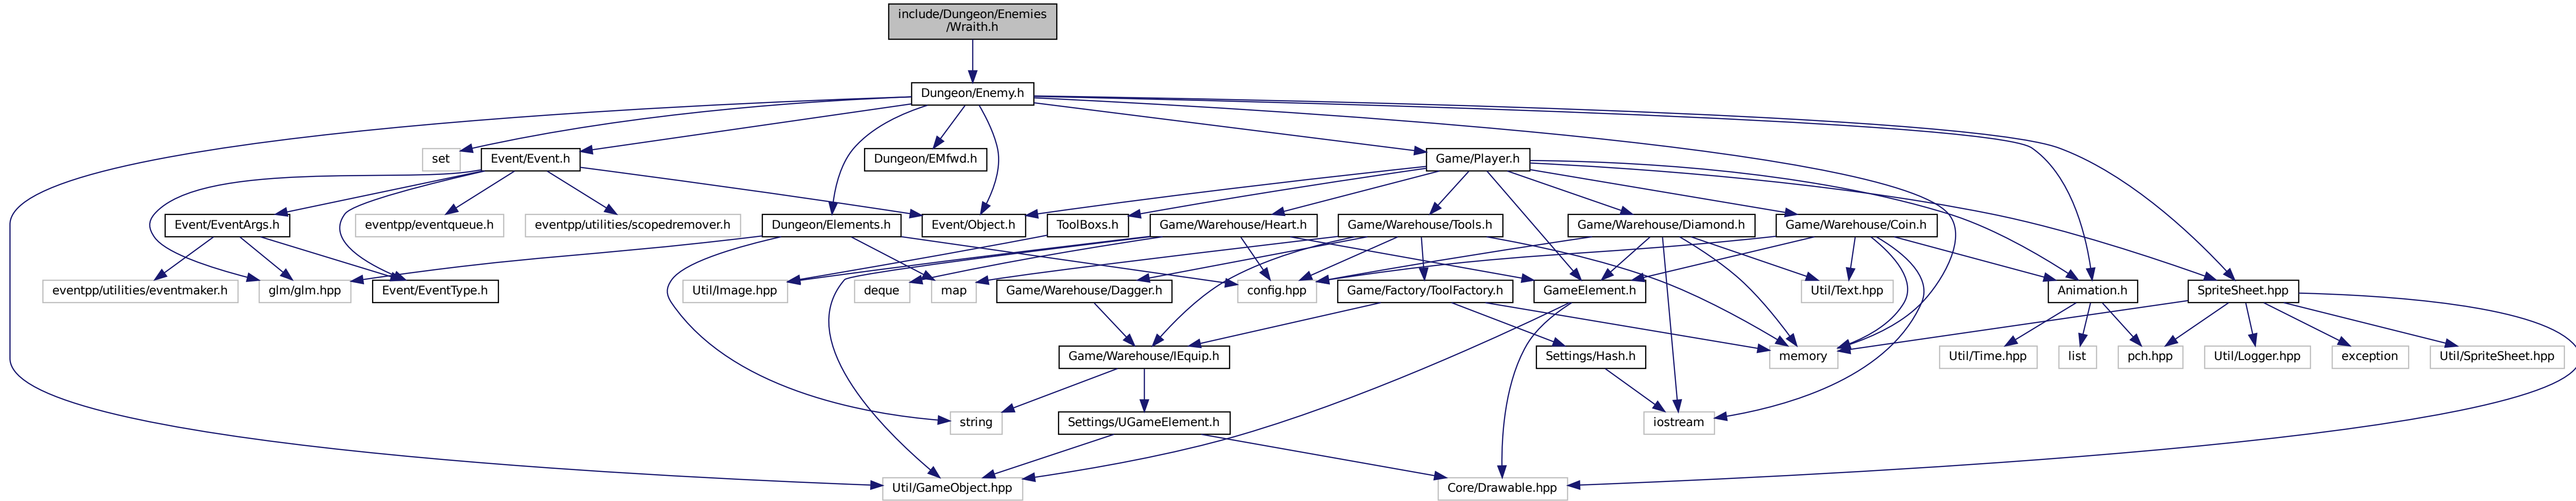 include/Dungeon/Enemies
/Wraith.h
Dungeon/Enemy.h
set
Event/Event.h
Dungeon/EMfwd.h
Game/Player.h
Event/EventArgs.h
eventpp/eventqueue.h
eventpp/utilities/scopedremover.h
Dungeon/Elements.h
Event/Object.h
ToolBoxs.h
Game/Warehouse/Heart.h
Game/Warehouse/Tools.h
Game/Warehouse/Diamond.h
Game/Warehouse/Coin.h
eventpp/utilities/eventmaker.h
glm/glm.hpp
Event/EventType.h
Util/Image.hpp
deque
map
Game/Warehouse/Dagger.h
config.hpp
Game/Factory/ToolFactory.h
GameElement.h
Util/Text.hpp
Animation.h
SpriteSheet.hpp
Game/Warehouse/IEquip.h
Settings/Hash.h
memory
Util/Time.hpp
list
pch.hpp
Util/Logger.hpp
exception
Util/SpriteSheet.hpp
string
Settings/UGameElement.h
iostream
Util/GameObject.hpp
Core/Drawable.hpp